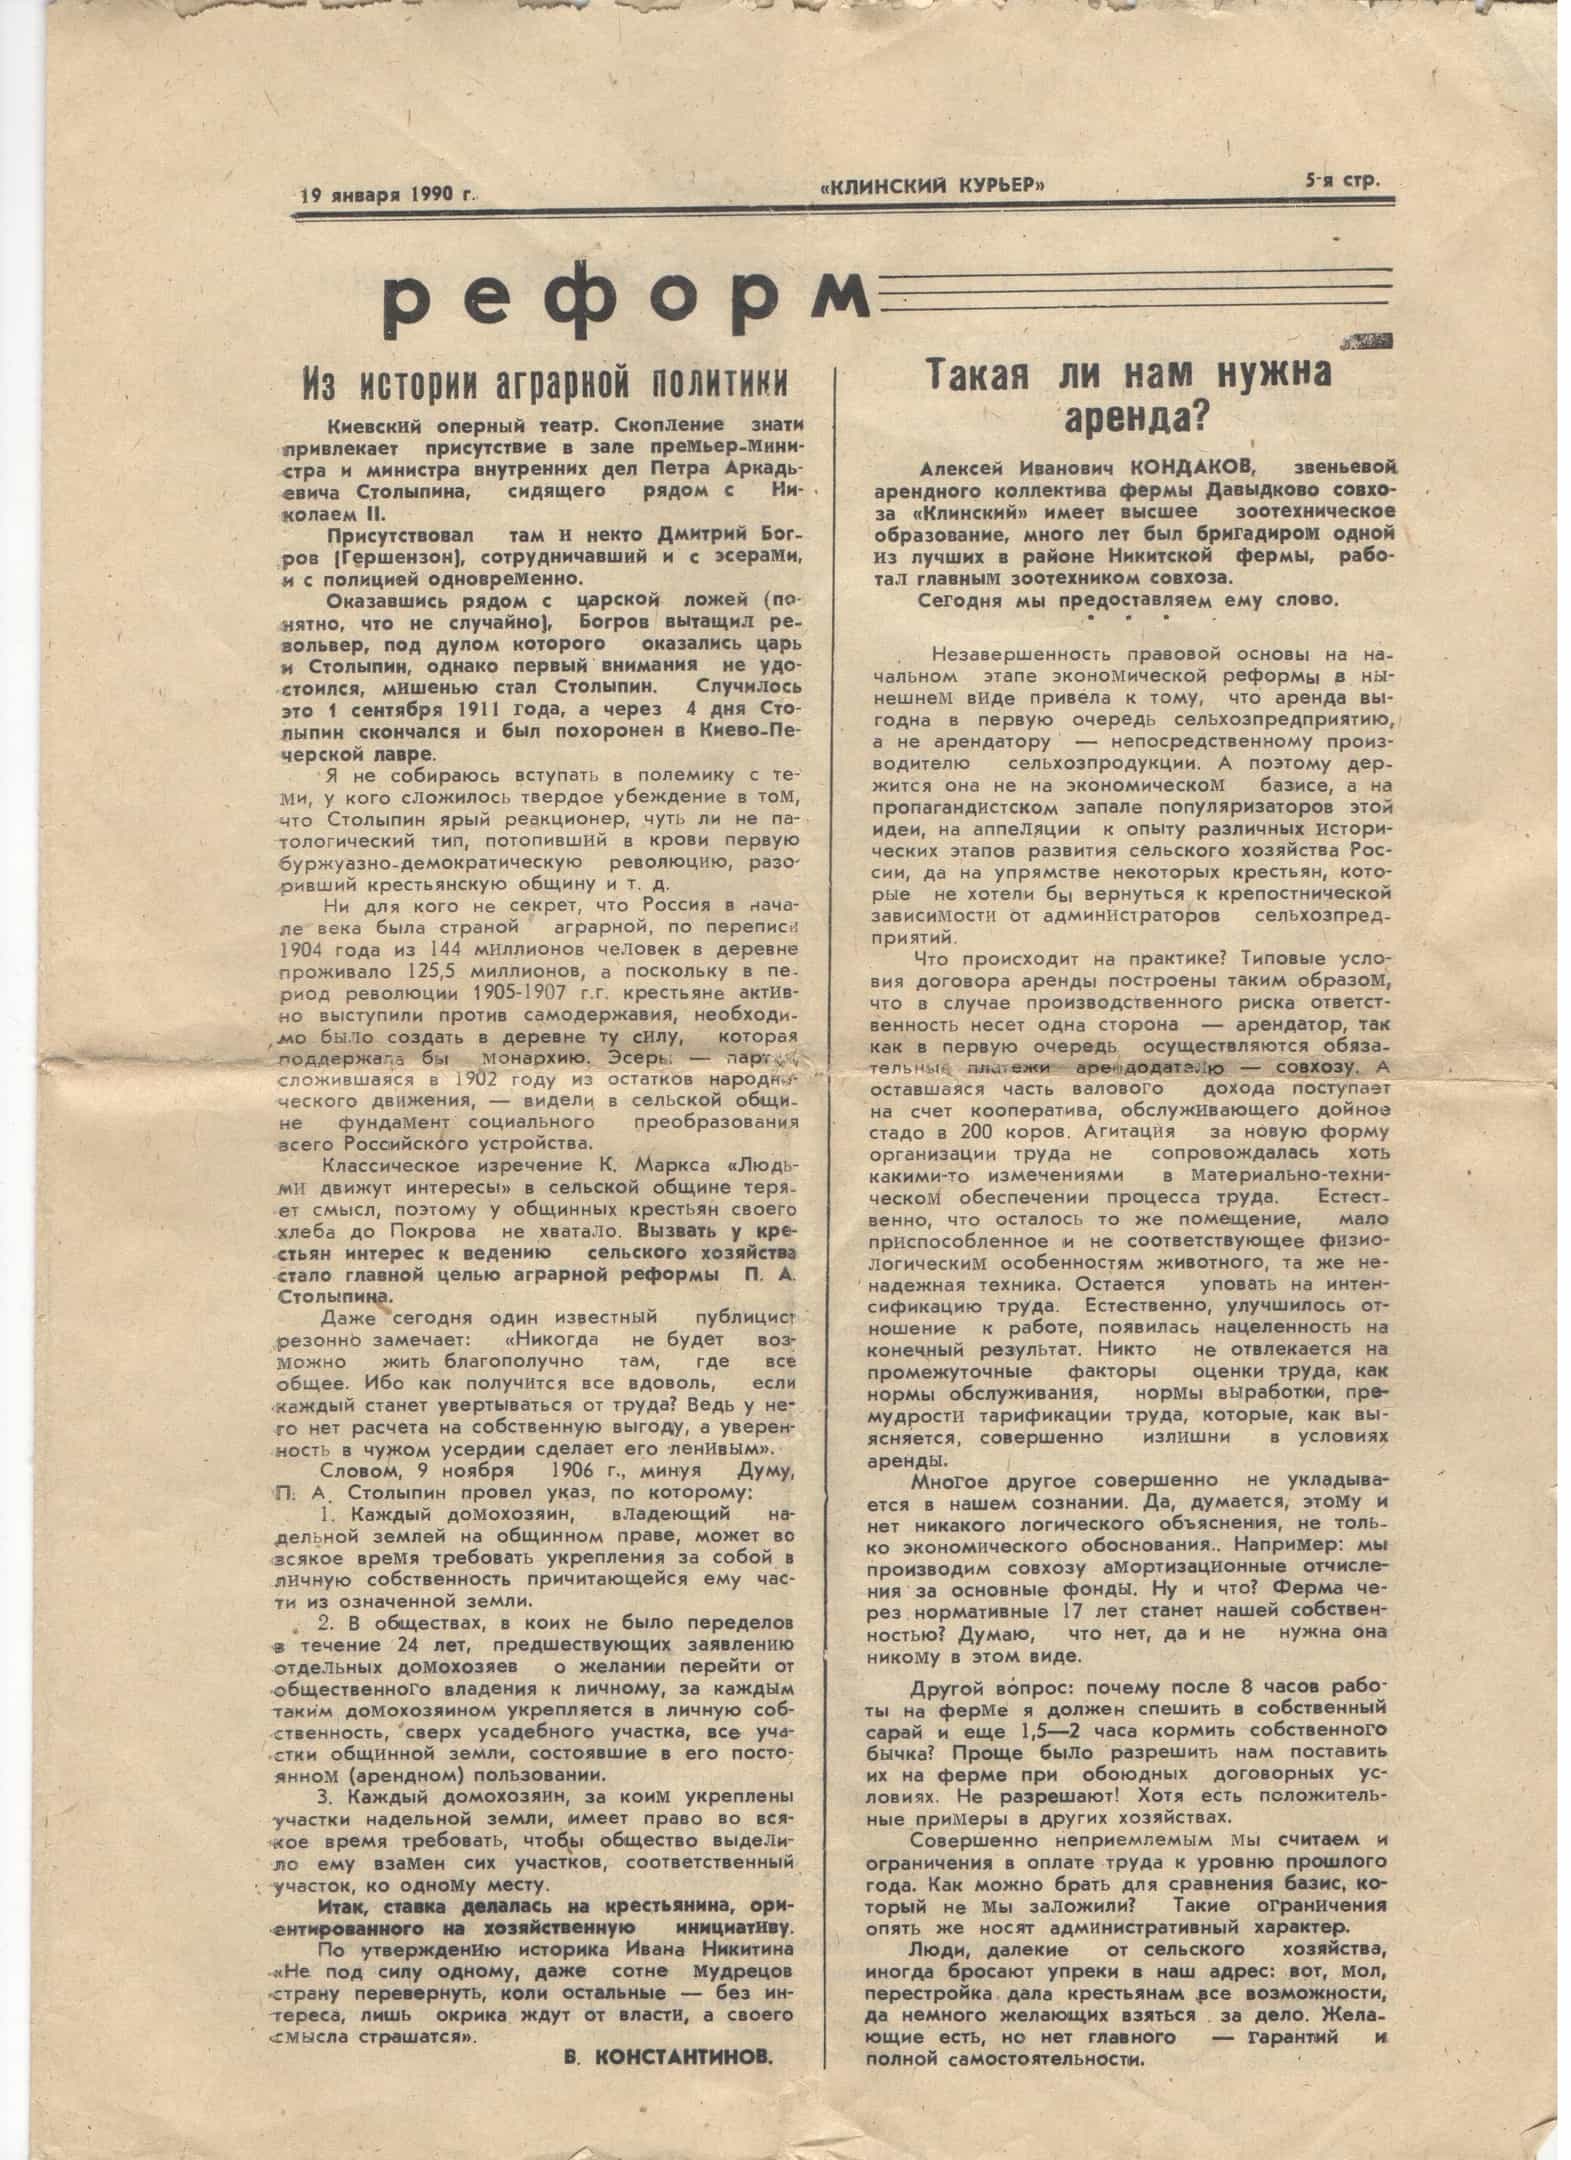 19 января 1990 г.
«КЛИНСКИЙ КУРЬЕР»
5-я стр.
реформ
Из истории аграрной политики
Киевский оперный театр. Скопление знати
привлекает присутствие в зале премьер-мини-
стра и министра внутренних дел Петра Аркадь-
евича Столыпина, сидящего рядом с Ни-
колаем II.
Присутствовал там и некто Дмитрий Бог-
ров (Гершензон), сотрудничавший и с эсерами,
и с полицией одновременно.
Оказавшись рядом с царской ложей (по-
нятно, что не случайно), Богров вытащил ре-
вольвер, под дулом которого оказались царь
и Столыпин, однако первый внимания не удо-
стоился, мишенью стал Столыпин. Случилось
это 1 сентября 1911 года, а через 4 дня Сто-
лыпин скончался и был похоронен в Киево-Пе-
черской лавре.
Я не собираюсь вступать в полемику с те-
ми, у кого сложилось твердое убеждение в том,
что Столыпин ярый реакционер, чуть ли не па-
тологический тип, потопивший в крови первую
буржуазно-демократическую революцию, разо-
ривший крестьянскую общину и т. д.
Ни для кого не секрет, что Россия в нача-
ле века была страной аграрной, по переписи
1904 года из 144 миллионов человек в деревне
проживало 125,5 миллионов, а поскольку в пе-
риод революции 1905-1907 г.г. крестьяне актив-
но выступили против самодержавия, необходи-
мо было создать в деревне ту силу, которая
поддержала бы монархию. Эсеры — партия,
сложившаяся в 1902 году из остатков народни-
ческого движения, — видели в сельской общи-
не фундамент социального преобразования
всего Российского устройства.
Классическое изречение К. Маркса «Людь-
ми движут интересы» в сельской общине теря-
ет смысл, поэтому у общинных крестьян своего
хлеба до Покрова не хватало. Вызвать у кре-
стьян интерес к ведению сельского хозяйства
стало главной целью аграрной реформы П. А.
Столыпина.
Даже сегодня один известный публицист
резонно замечает: «Никогда не будет воз-
можно жить благополучно там, где все
общее. Ибо как получится все вдоволь, если
каждый станет увертываться от труда? Ведь у не-
го нет расчета на собственную выгоду, а уверен-
ность в чужом усердии сделает его ленивым».
Словом, 9 ноября 1906 г., минуя Думу,
П. А. Столыпин провел указ, по которому:
1. Каждый домохозяин, владеющий на-
дельной землей на общинном праве, может во
всякое время требовать укрепления за собой в
личную собственность причитающейся ему час-
ти из означенной земли.
2. В обществах, в коих не было переделов
в течение 24 лет, предшествующих заявлению
отдельных домохозяев о желании перейти от
общественного владения к личному, за каждым
таким домохозяином укрепляется в личную соб-
ственность, сверх усадебного участка, все уча-
стки общинной земли, состоявшие в его посто-
янном (арендном) пользовании.
3. Каждый домохозяин, за коим укреплены
участки надельной земли, имеет право во вся-
кое время требовать, чтобы общество выдели-
ло ему взамен сих участков, соответственный
участок, ко одному месту.
Итак, ставка делалась на крестьянина, ори-
ентированного на хозяйственную инициативу.
По утверждению историка Ивана Никитина
«Не под силу одному, даже сотне мудрецов
страну перевернуть, коли остальные — без ин-
тереса, лишь окрика ждут от власти, а своего
смысла страшатся».
В. КОНСТАНТИНОВ.
Такая ли нам нужна
аренда?
Алексей Иванович КОНДАКОВ, звеньевой
арендного коллектива фермы Давыдково совхо-
за «Клинский» имеет высшее зоотехническое
образование, много лет был бригадиром одной
из лучших в районе Никитской фермы, рабо-
тал главным зоотехником совхоза.
Сегодня мы предоставляем ему слово.
• • •
Незавершенность правовой основы на на-
чальном этапе экономической реформы в ны-
нешнем виде привела к тому, что аренда вы-
годна в первую очередь сельхозпредприятию,
а не арендатору — непосредственному произ-
водителю сельхозпродукции. А поэтому дер-
жится она не на экономическом базисе, а на
пропагандистском запале популяризаторов этой
идеи, на аппеляции к опыту различных истори-
ческих этапов развития сельского хозяйства Рос-
сии, да на упрямстве некоторых крестьян, кото-
рые не хотели бы вернуться к крепостнической
зависимости от администраторов сельхозпред-
приятий.
Что происходит на практике? Типовые усло-
вия договора аренды построены таким образом,
что в случае производственного риска ответст-
венность несет одна сторона — арендатор, так
как в первую очередь осуществляются обяза-
тельные платежи арендодателю — совхозу. А
оставшаяся часть валового дохода поступает
на счет кооператива, обслуживающего дойное
стадо в 200 коров. Агитация за новую форму
организации труда не сопровождалась хоть
какими-то измечениями в материально-техни-
ческом обеспечении процесса труда. Естест-
венно, что осталось то же помещение, мало
приспособленное и не соответствующее физио-
логическим особенностям животного, та же не-
надежная техника. Остается уповать на интен-
сификацию труда. Естественно, улучшилось от-
ношение к работе, появилась нацеленность на
конечный результат. Никто не отвлекается на
промежуточные факторы оценки труда, как
нормы обслуживания, нормы выработки, пре-
мудрости тарификации труда, которые, как вы-
ясняется, совершенно излишни в условиях
аренды.
Многое другое совершенно не укладыва-
ется в нашем сознании. Да, думается, этому и
нет никакого логического объяснения, не толь-
ко экономического обоснования.. Например: мы
производим совхозу амортизационные отчисле-
ния за основные фонды. Ну и что? Ферма че-
рез нормативные 17 лет станет нашей собствен-
ностью? Думаю, что нет, да и не нужна она
никому в этом виде.
Другой вопрос: почему после 8 часов рабо-
ты на ферме я должен спешить в собственный
сарай и еще 1,5—2 часа кормить собственного
бычка? Проще было разрешить нам поставить
их на ферме при обоюдных договорных ус-
ловиях. Не разрешают! Хотя есть положитель-
ные примеры в других хозяйствах.
Совершенно неприемлемым мы считаем и
ограничения в оплате труда к уровню прошлого
года. Как можно брать для сравнения базис, ко-
торый не мы заложили? Такие ограничения
опять же носят административный характер.
Люди, далекие от сельского хозяйства,
иногда бросают упреки в наш адрес: вот, мол,
перестройка дала крестьянам все возможности,
да немного желающих взяться за дело. Жела-
ющие есть, но нет главного — гарантий и
полной самостоятельности.